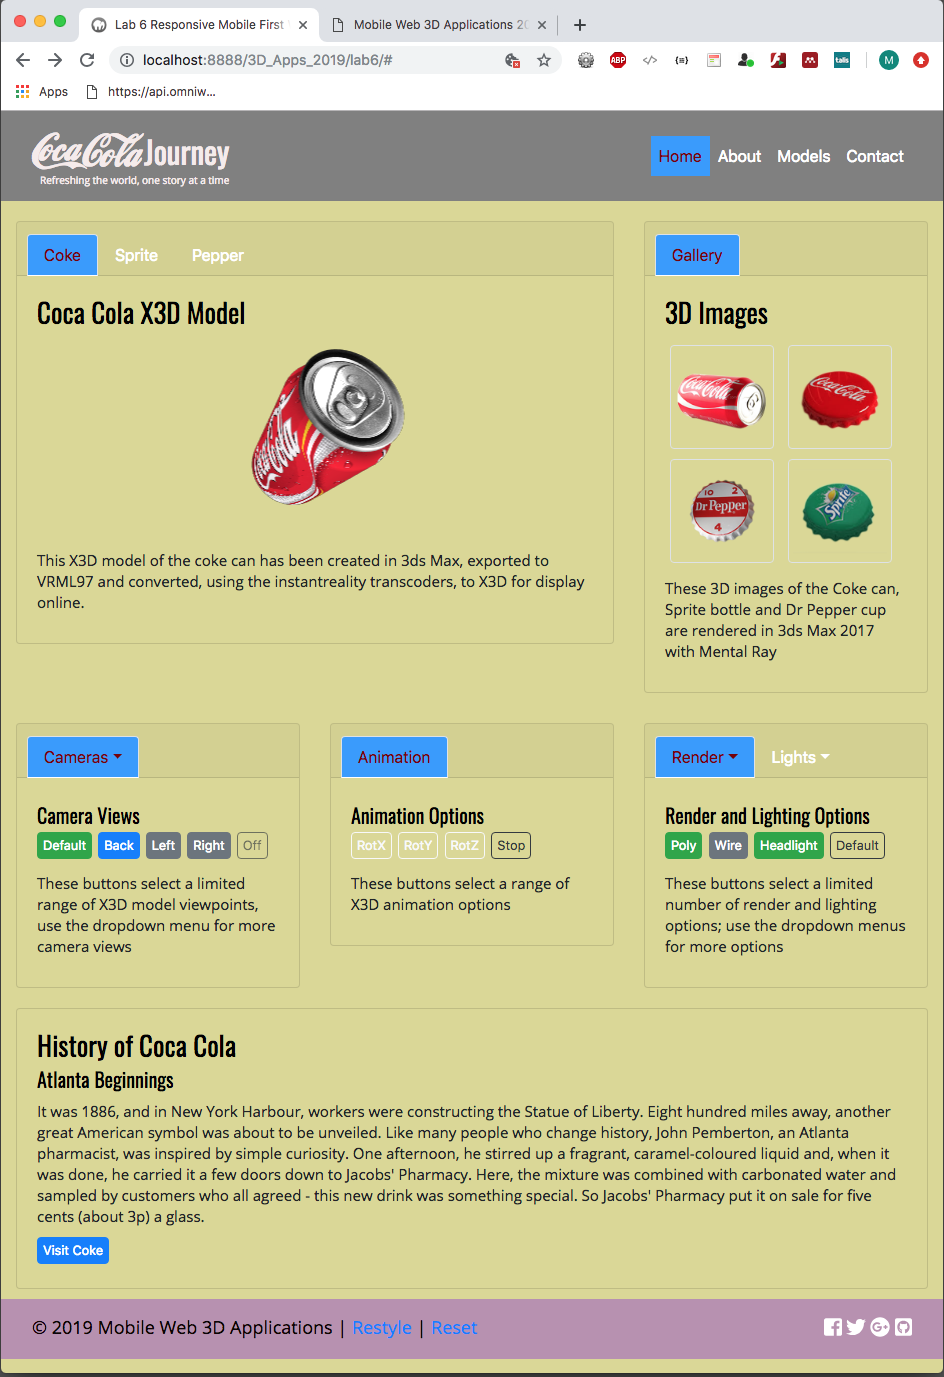 Lab 6 Responsive Mobile First
Mobile Web 3D Applications 20
localhost:8888/3D_Apps_2019/lab6/#
ABP
talis
M
Apps
https://api.omniw...
Coca Cola Journey
Refreshing the world, one story at a time
Home About Models Contact
Coke Sprite Pepper
Coca Cola X3D Model
This X3D model of the coke can has been created in 3ds Max, exported to
VRML97 and converted, using the instantreality transcoders, to X3D for display
online.
Gallery
3D Images
Coca-Cola
Coca-Cola
10 2
Dr Pepper
4
Sprite
These 3D images of the Coke can,
Sprite bottle and Dr Pepper cup
are rendered in 3ds Max 2017
with Mental Ray
Cameras
Camera Views
Default Back Left Right Off
These buttons select a limited
range of X3D model viewpoints,
use the dropdown menu for more
camera views
Animation
Animation Options
RotX RotY RotZ Stop
These buttons select a range of
X3D animation options
Render Lights
Render and Lighting Options
Poly Wire Headlight Default
These buttons select a limited
number of render and lighting
options; use the dropdown menus
for more options
History of Coca Cola
Atlanta Beginnings
It was 1886, and in New York Harbour, workers were constructing the Statue of Liberty. Eight hundred miles away, another
great American symbol was about to be unveiled. Like many people who change history, John Pemberton, an Atlanta
pharmacist, was inspired by simple curiosity. One afternoon, he stirred up a fragrant, caramel-coloured liquid and, when it
was done, he carried it a few doors down to Jacobs' Pharmacy. Here, the mixture was combined with carbonated water and
sampled by customers who all agreed - this new drink was something special. So Jacobs' Pharmacy put it on sale for five
cents (about 3p) a glass.
Visit Coke
© 2019 Mobile Web 3D Applications | Restyle | Reset